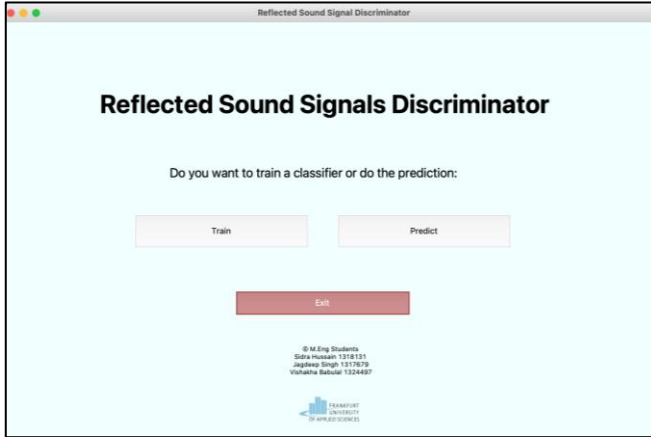 Reflected Sound Signal Discriminator
Reflected Sound Signals Discriminator
Do you want to train a classifier or do the prediction:
Train
Predict
Exit
© M.Eng Students
Sidra Hussain 1318131
Jagdeep Singh 1317679
Vishakha Babulal 1324497
FRANKFURT
UNIVERSITY
OF APPLIED SCIENCES